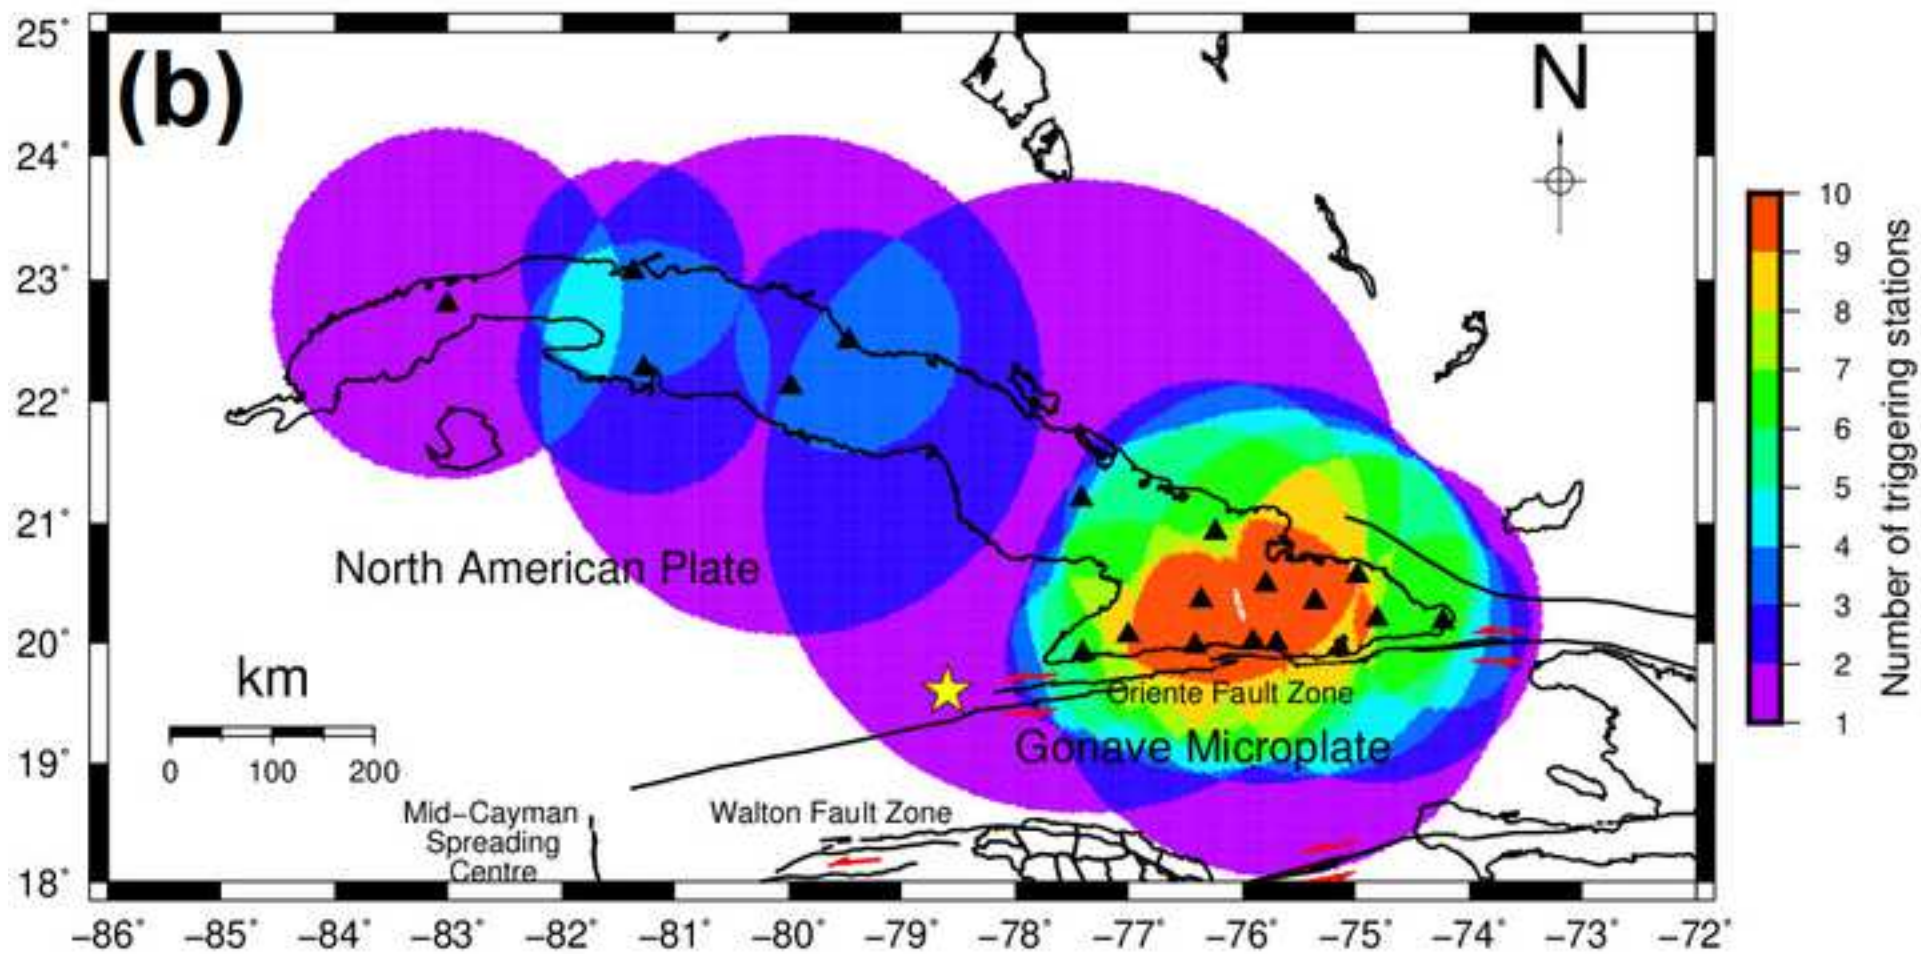 (b)
N
25°
24°
23°
22°
21°
20°
19°
18°
North American Plate
km
0 100 200
Oriente Fault Zone
Gonave Microplate
Mid−Cayman
Spreading
Centre
Walton Fault Zone
−86° −85° −84° −83° −82° −81° −80° −79° −78° −77° −76° −75° −74° −73° −72°
10
9
8
7
6
5
4
3
2
1
Number of triggering stations